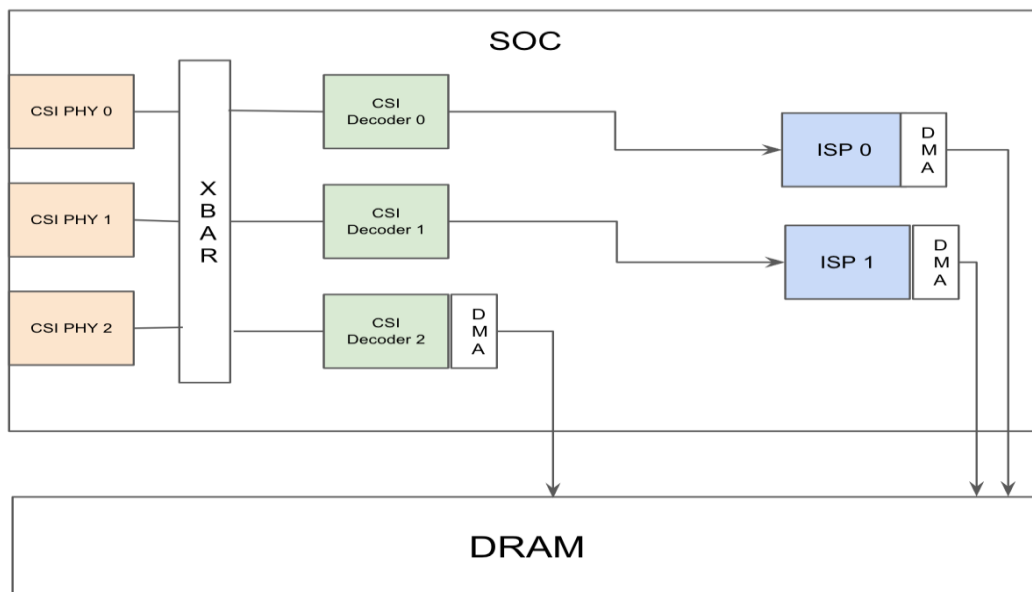 SOC
CSI PHY 0
CSI PHY 1
CSI PHY 2
X
B
A
R
CSI
Decoder 0
CSI
Decoder 1
CSI
Decoder 2
D
M
A
ISP 0
D
M
A
ISP 1
D
M
A
DRAM